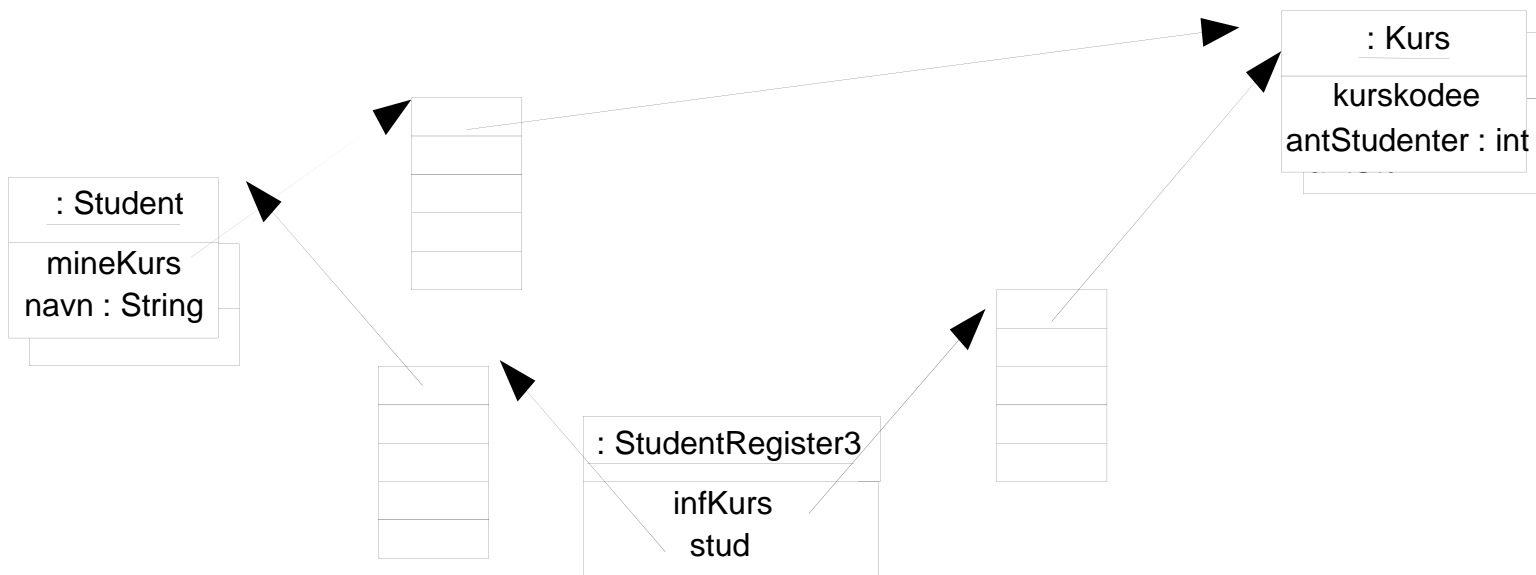 : Kurs
kurskodee
antStudenter : int
: Student
mineKurs
navn : String
: StudentRegister3
infKurs
stud